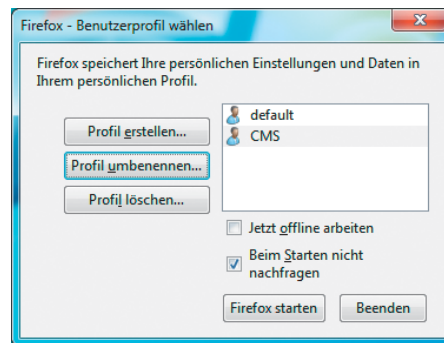 Firefox - Benutzerprofil wählen
Firefox speichert Ihre persönlichen Einstellungen und Daten in
Ihrem persönlichen Profil.
Profil erstellen...
Profil umbenennen...
Profil löschen...
default
CMS
Jetzt offline arbeiten
Beim Starten nicht
nachfragen
Firefox starten
Beenden